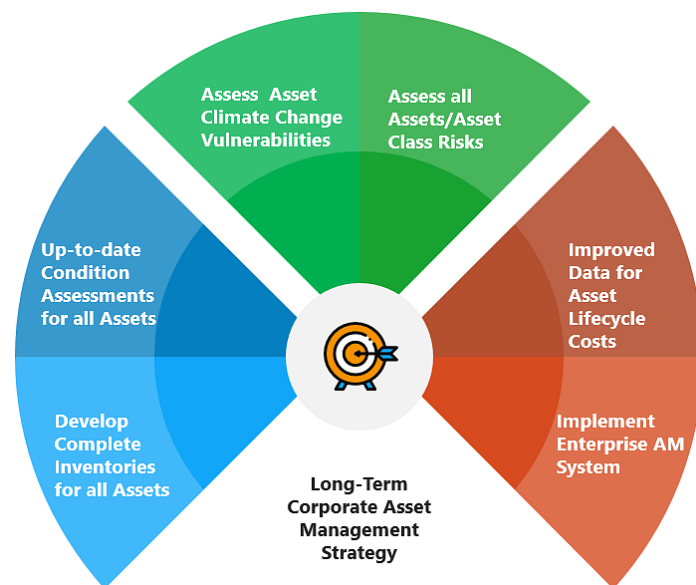 Assess Asset
Climate Change
Vulnerabilities
Assess all
Assets/Asset
Class Risks
Up-to-date
Condition
Assessments
for all Assets
Improved
Data for
Asset
Lifecycle
Costs
Develop
Complete
Inventories
for all Assets
Implement
Enterprise AM
System
Long-Term
Corporate Asset
Management
Strategy